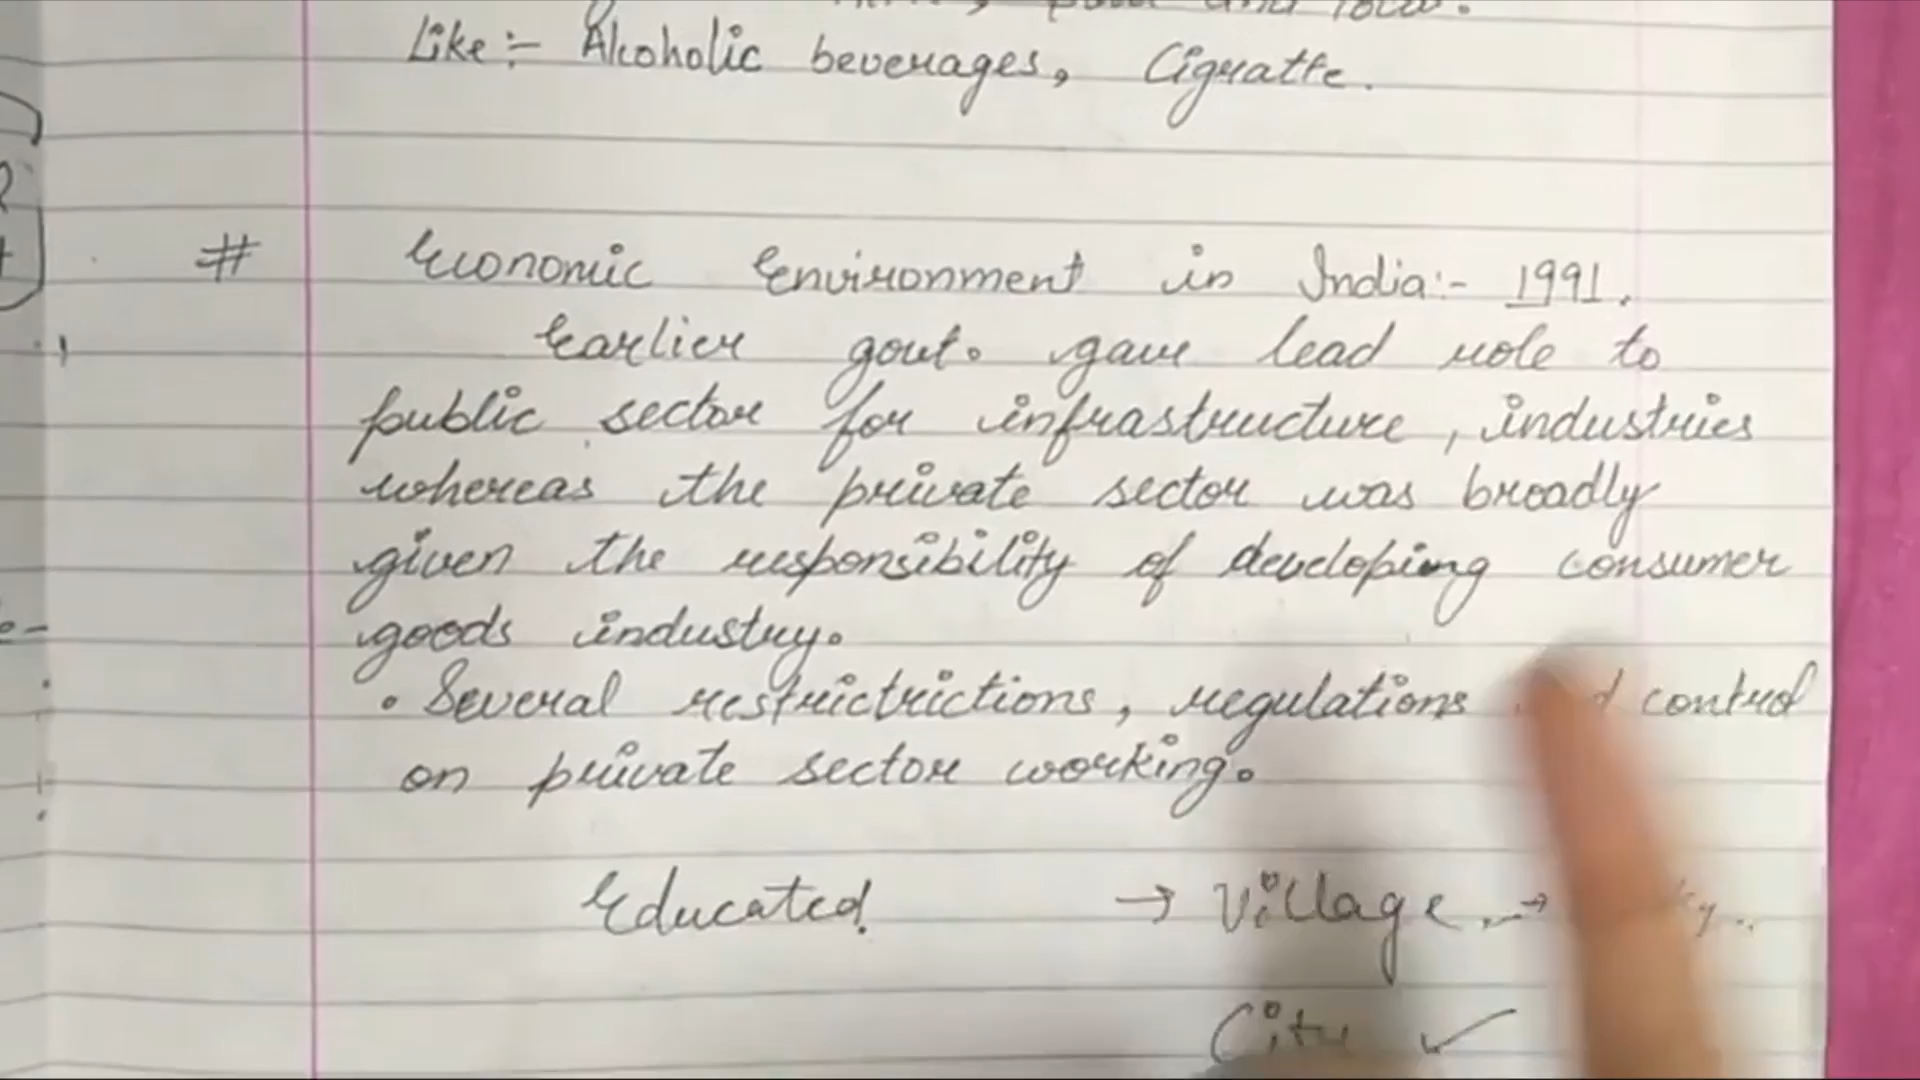 Like:- Alcoholic beverages, Cigratte.
# Economic Environment in India:- 1991.
Earlier govt. gave lead role to
public sector for infrastructure, industries
whereas the private sector was broadly
given the responsibility of developing consumer
goods industry.
• Several restrictrictions, regulations control
on private sector working.
Educated. → Village. →
City ✓